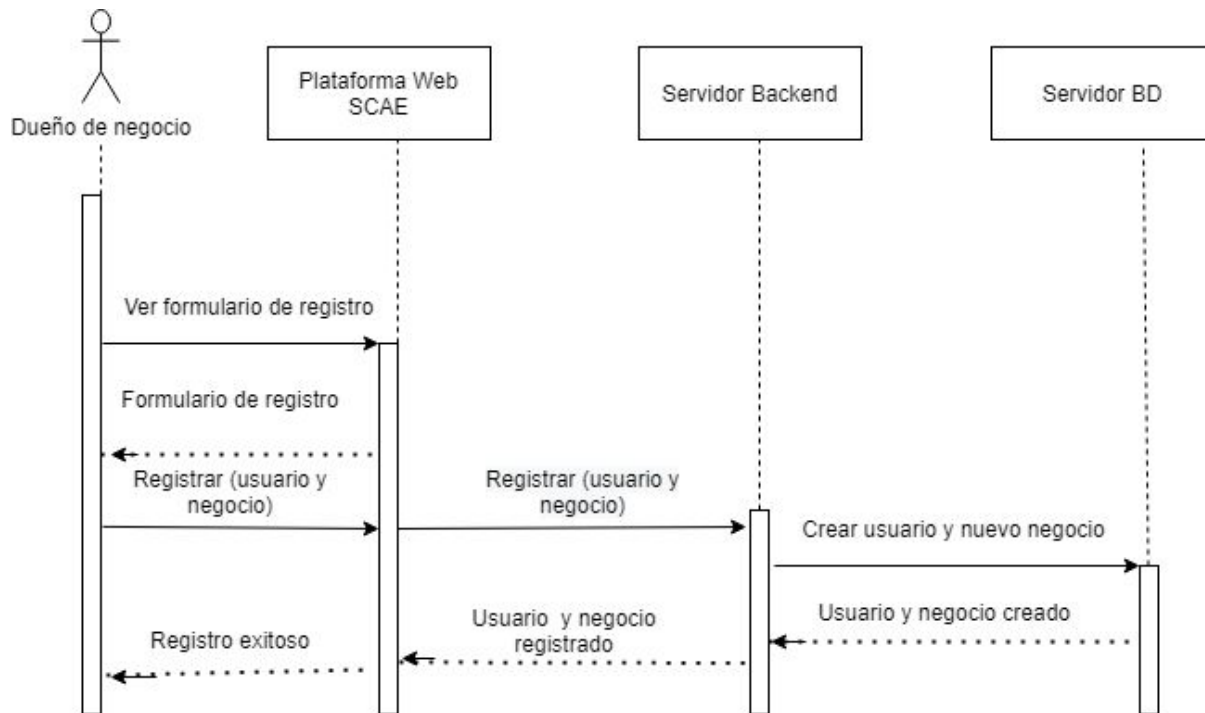 Dueño de negocio
Plataforma Web
SCAE
Servidor Backend
Servidor BD
Ver formulario de registro
Formulario de registro
Registrar (usuario y
negocio)
Registrar (usuario y
negocio)
Crear usuario y nuevo negocio
Usuario y negocio creado
Usuario y negocio
registrado
Registro exitoso